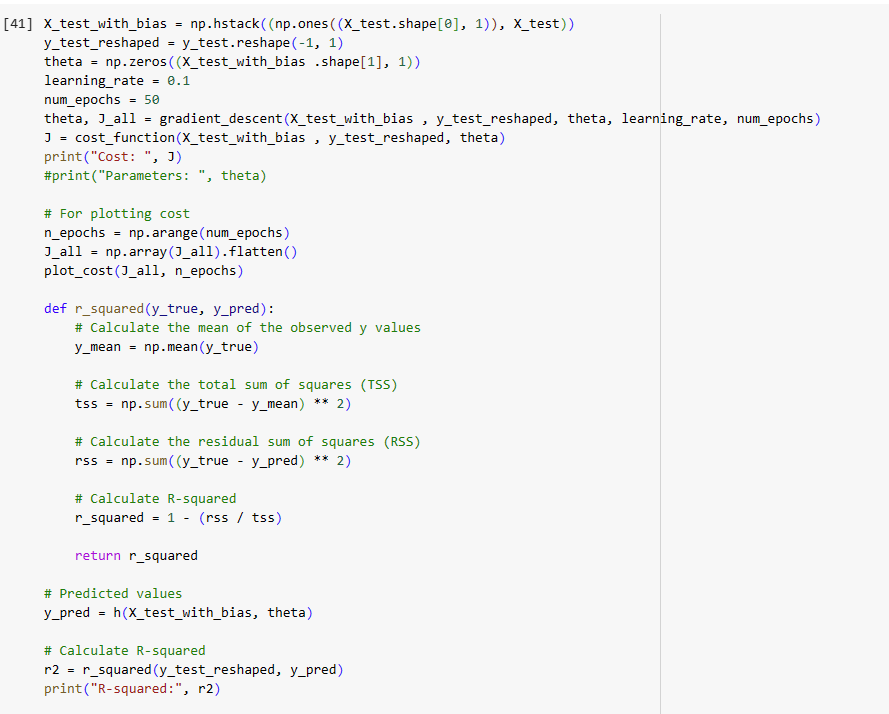 [41] X_test_with_bias = np.hstack((np.ones((X_test.shape[0], 1)), X_test))
y_test_reshaped = y_test.reshape(-1, 1)
theta = np.zeros((X_test_with_bias .shape[1], 1))
learning_rate = 0.1
num_epochs = 50
theta, J_all = gradient_descent(X_test_with_bias , y_test_reshaped, theta, learning_rate, num_epochs)
J = cost_function(X_test_with_bias , y_test_reshaped, theta)
print("Cost: ", J)
#print("Parameters: ", theta)

# For plotting cost
n_epochs = np.arange(num_epochs)
J_all = np.array(J_all).flatten()
plot_cost(J_all, n_epochs)

def r_squared(y_true, y_pred):
    # Calculate the mean of the observed y values
    y_mean = np.mean(y_true)

    # Calculate the total sum of squares (TSS)
    tss = np.sum((y_true - y_mean) ** 2)

    # Calculate the residual sum of squares (RSS)
    rss = np.sum((y_true - y_pred) ** 2)

    # Calculate R-squared
    r_squared = 1 - (rss / tss)

    return r_squared

# Predicted values
y_pred = h(X_test_with_bias, theta)

# Calculate R-squared
r2 = r_squared(y_test_reshaped, y_pred)
print("R-squared:", r2)